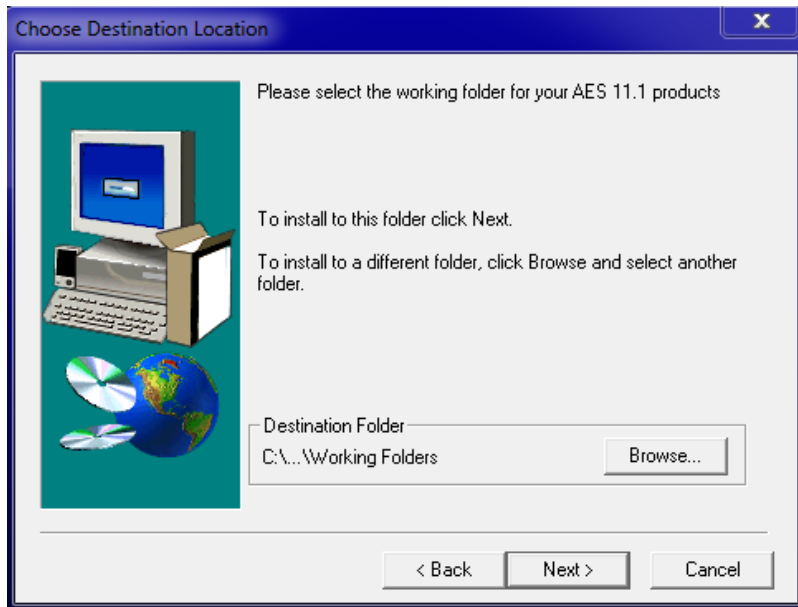 Choose Destination Location
Please select the working folder for your AES 11.1 products
To install to this folder click Next.
To install to a different folder, click Browse and select another
folder.
Destination Folder
C:\...\Working Folders
Browse...
< Back
Next >
Cancel